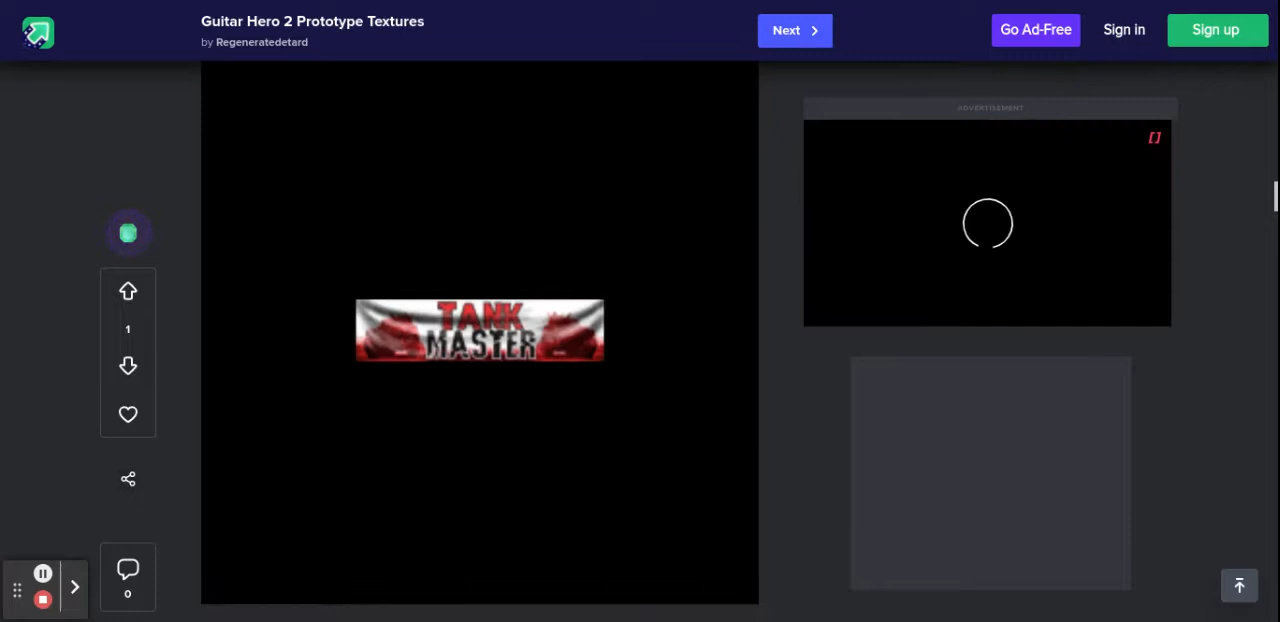 Guitar Hero 2 Prototype Textures
by Regeneratedetard
Next
Go Ad-Free
Sign in
Sign up
ADVERTISEMENT
1
TANK
MASTER
0